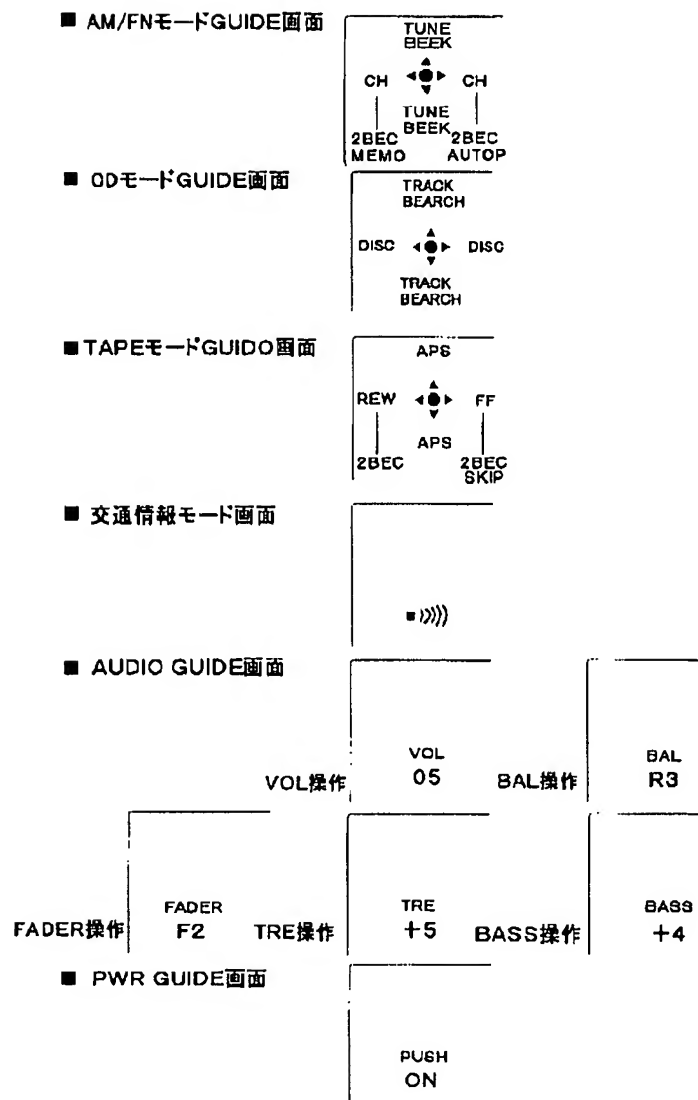 ■ AM/FNモードGUIDE画面
TUNE
BEEK
CH CH
TUNE
BEEK
2BEC 2BEC
MEMO AUTOP
■ ODモードGUIDE画面
TRACK
BEARCH
DISC DISC
TRACK
BEARCH
■ TAPEモードGUIDO画面
APS
REW FF
APS
2BEC 2BEC
SKIP
■ 交通情報モード画面
■ AUDIO GUIDE画面
VOL操作
VOL
05
BAL操作
BAL
R3
FADER操作
FADER
F2
TRE操作
TRE
+5
BASS操作
BASS
+4
■ PWR GUIDE画面
PUSH
ON